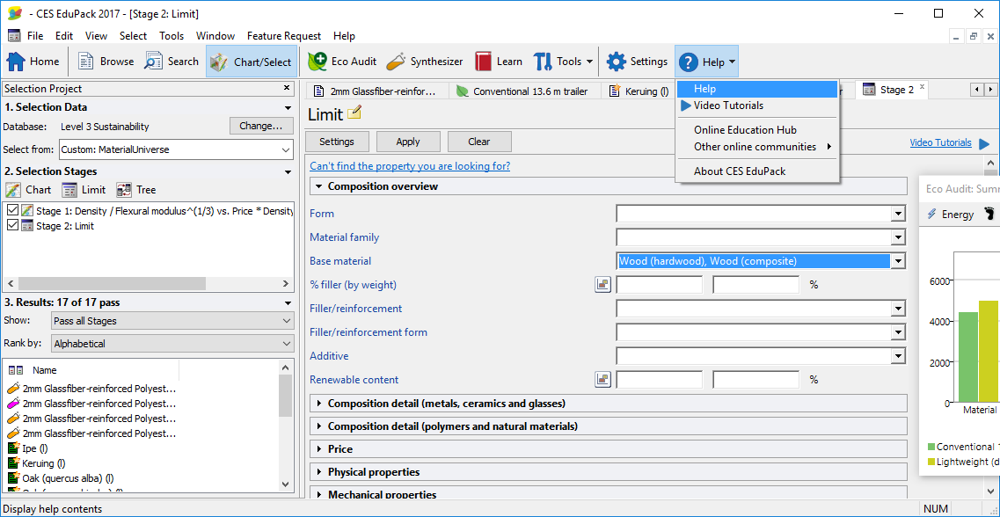 - CES EduPack 2017 - [Stage 2: Limit]
File Edit View Select Tools Window Feature Request Help
Home Browse Search Chart/Select Eco Audit Synthesizer Learn Tools Settings Help
Selection Project
1. Selection Data
Database: Level 3 Sustainability Change...
Select from: Custom: MaterialUniverse
2. Selection Stages
Chart Limit Tree
Stage 1: Density / Flexural modulus^(1/3) vs. Price * Density
Stage 2: Limit
3. Results: 17 of 17 pass
Show: Pass all Stages
Rank by: Alphabetical
Name
2mm Glassfiber-reinforced Polyest...
2mm Glassfiber-reinforced Polyest...
2mm Glassfiber-reinforced Polyest...
2mm Glassfiber-reinforced Polyest...
Ipe (l)
Keruing (l)
Oak (quercus alba) (l)
2mm Glassfiber-reinfor... Conventional 13.6 m trailer Keruing (l) Stage 2
Limit
Settings Apply Clear
Video Tutorials
Can't find the property you are looking for?
Composition overview
Form
Material family
Base material Wood (hardwood), Wood (composite)
% filler (by weight) %
Filler/reinforcement
Filler/reinforcement form
Additive
Renewable content %
Composition detail (metals, ceramics and glasses)
Composition detail (polymers and natural materials)
Price
Physical properties
Mechanical properties
Help
Video Tutorials
Online Education Hub
Other online communities
About CES EduPack
Eco Audit: Sum
Energy
6000
4000
2000
0
Material
Conventional 1
Lightweight (d
Display help contents NUM